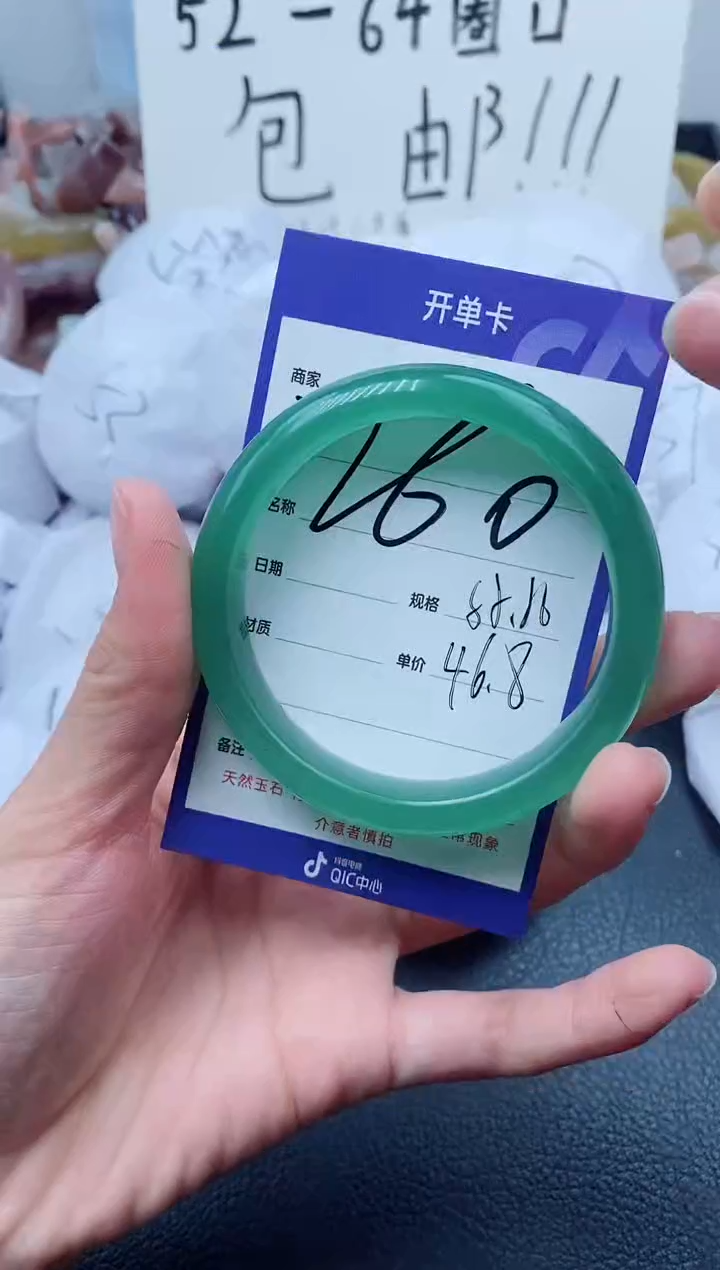 52-64圈口
包邮!!!
开单卡
商家
160
名称
日期
规格
材质
单价 46.8
备注
天然玉石
现象
介意者慎拍
抖音电商
QIC中心